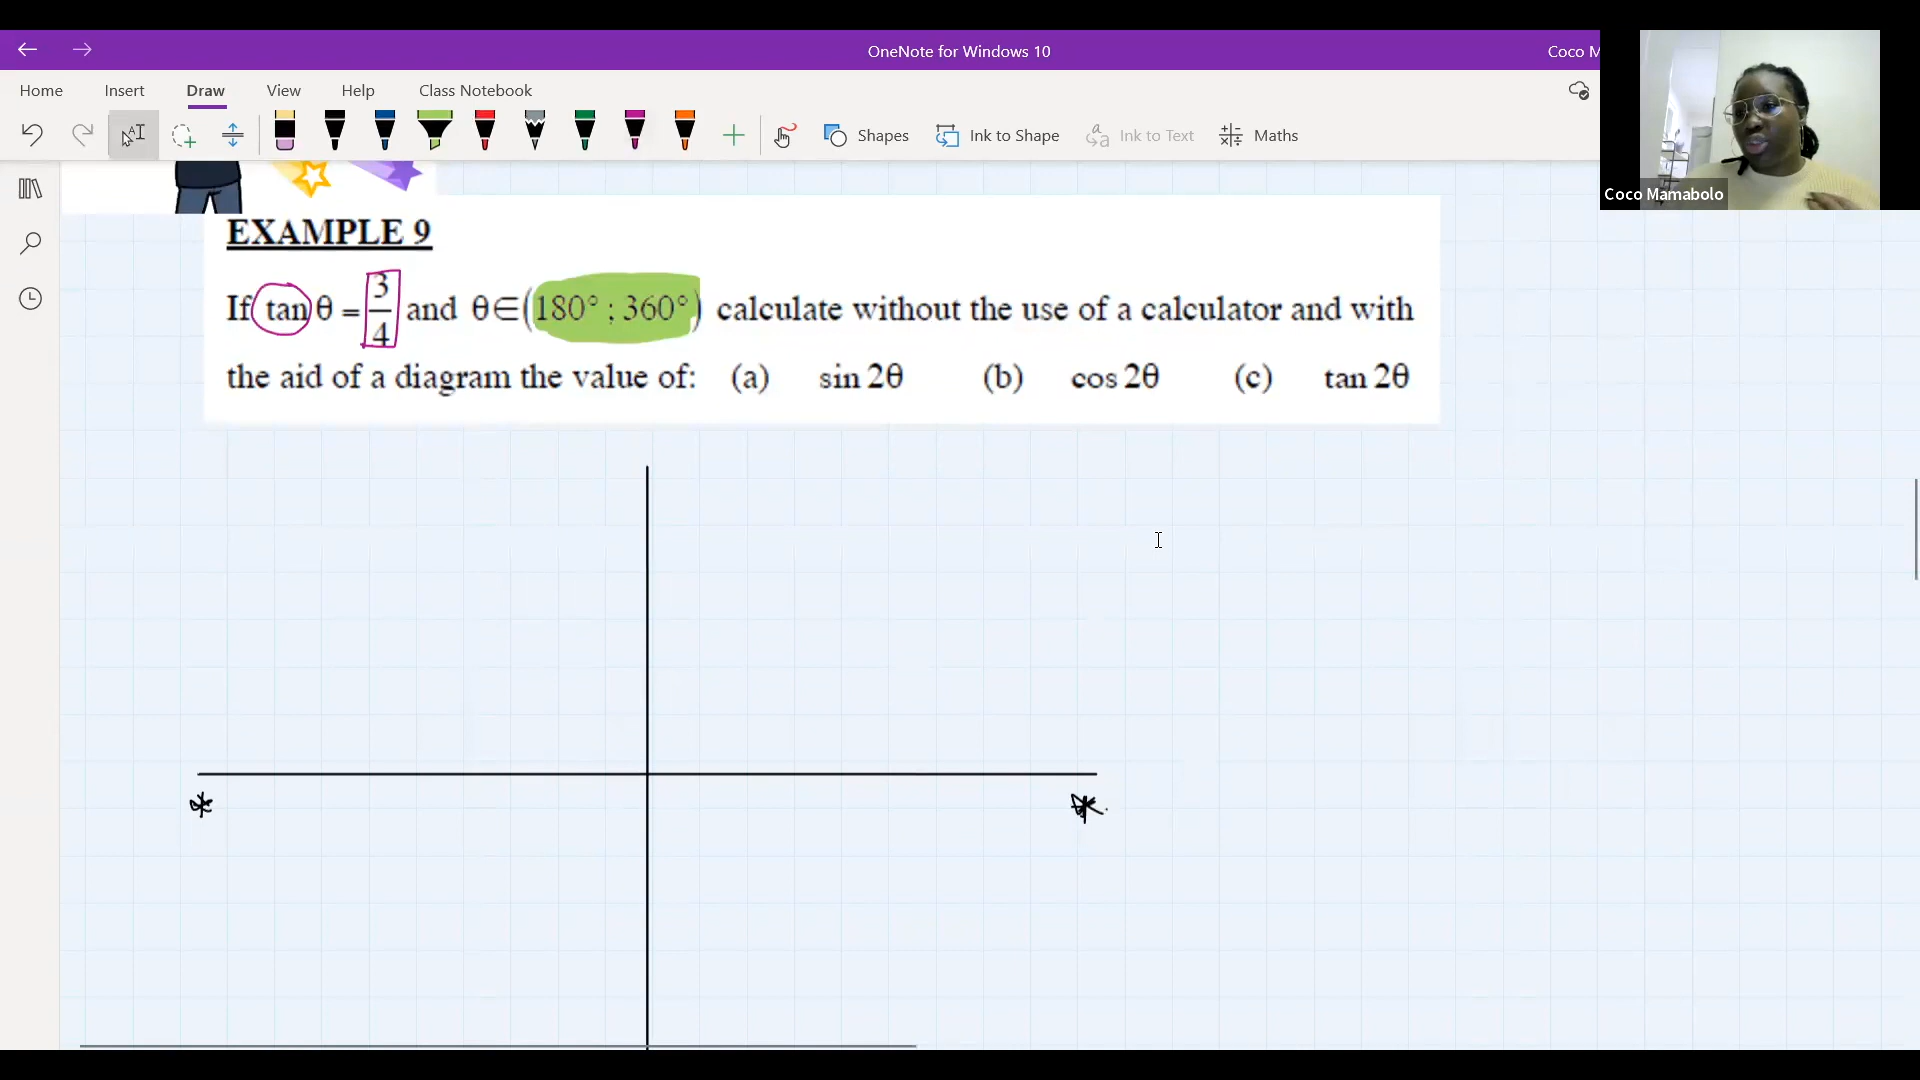 OneNote for Windows 10
Coco M
Home Insert Draw View Help Class Notebook
Shapes Ink to Shape Ink to Text Maths
Coco Mamabolo
EXAMPLE 9
If tan θ = 3/4 and θ∈(180° ; 360°) calculate without the use of a calculator and with
the aid of a diagram the value of: (a) sin 2θ (b) cos 2θ (c) tan 2θ